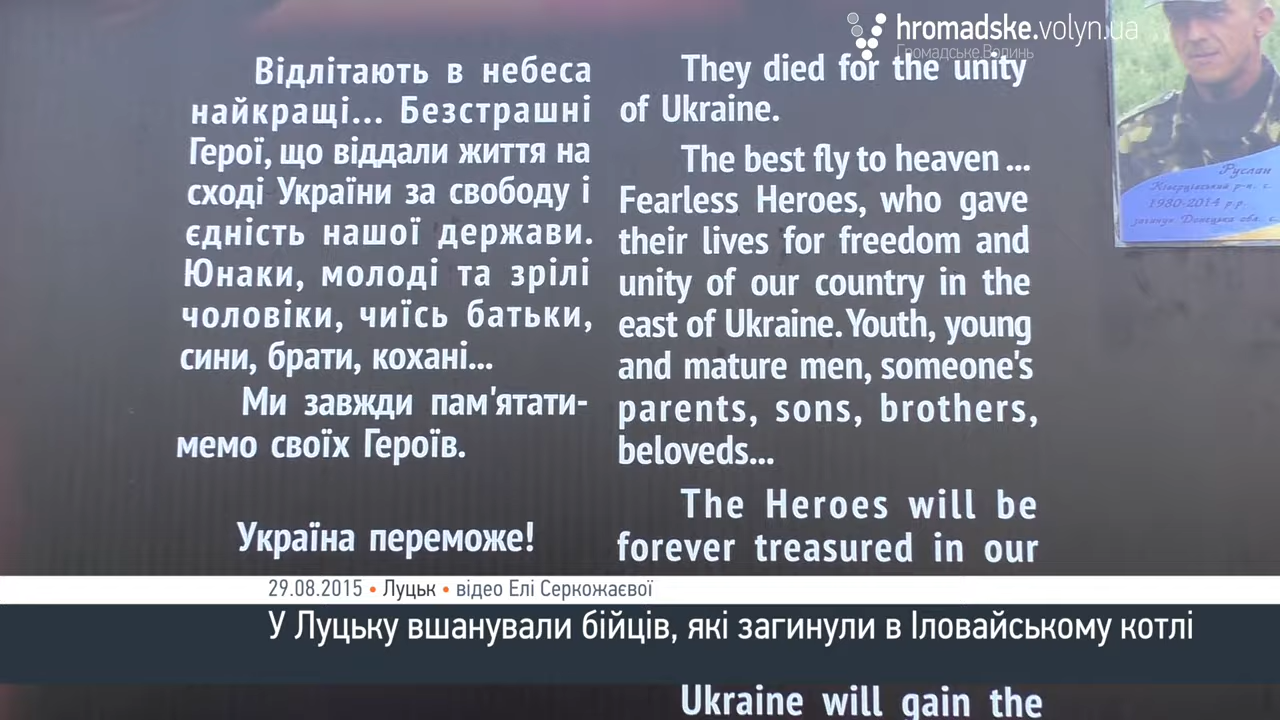 hromadske.volyn.ua
Громадське.Волинь
Відлітають в небеса
найкращі... Безстрашні
Герої, що віддали життя на
сході України за свободу і
єдність нашої держави.
Юнаки, молоді та зрілі
чоловіки, чиїсь батьки,
сини, брати, кохані...
Ми завжди пам'ятати-
мемо своїх Героїв.
Україна переможе!
They died for the unity
of Ukraine.
The best fly to heaven ...
Fearless Heroes, who gave
their lives for freedom and
unity of our country in the
east of Ukraine. Youth, young
and mature men, someone's
parents, sons, brothers,
beloveds...
The Heroes will be
forever treasured in our
Ukraine will gain the
Руслан
Ківерцівський р-н, с.
1980-2014 р.р.
загинув Донецька обл. с.
29.08.2015 • Луцьк • відео Елі Серкожаєвої
У Луцьку вшанували бійців, які загинули в Іловайському котлі